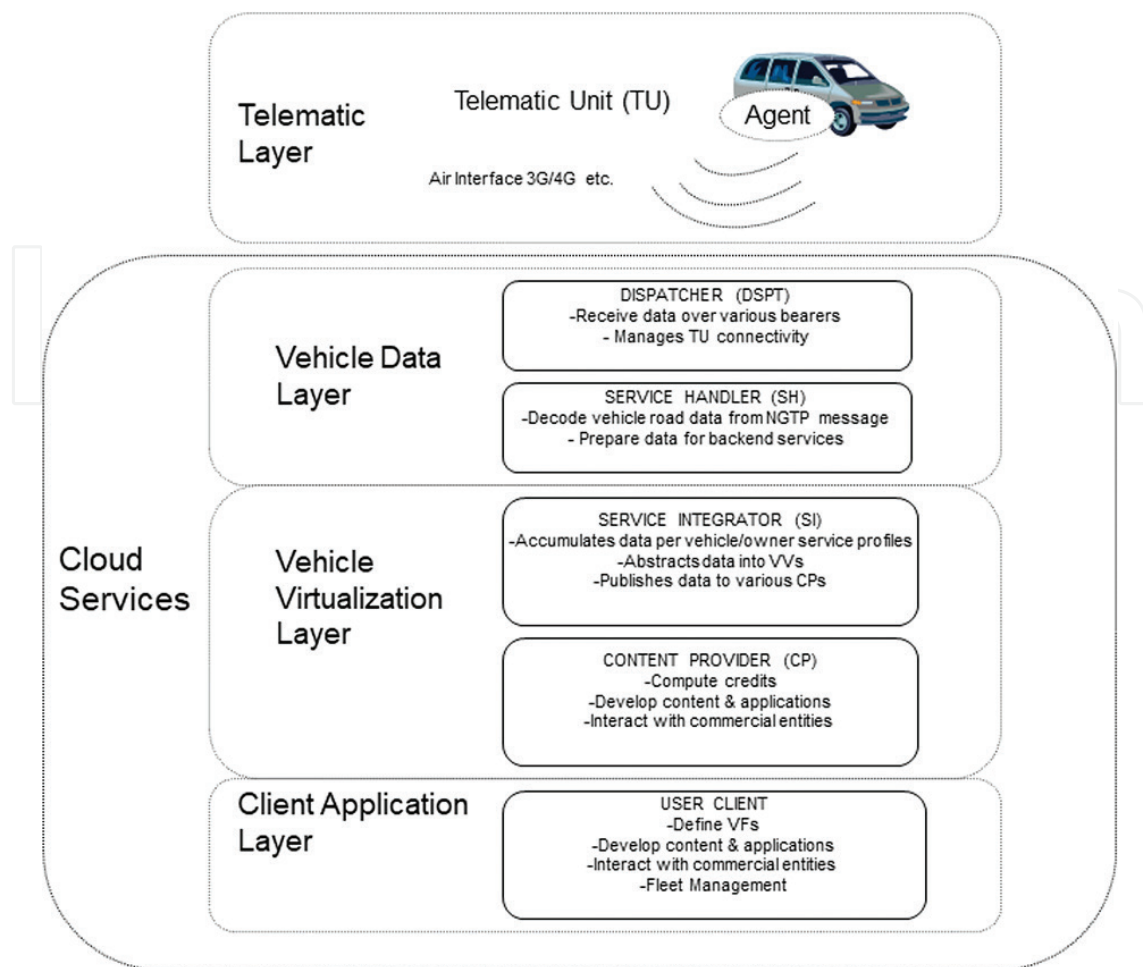 Telematic
Layer
Telematic Unit (TU)
Agent
Air Interface 3G/4G etc.
Cloud
Services
Vehicle Data
Layer
DISPATCHER (DSPT)
-Receive data over various bearers
- Manages TU connectivity
SERVICE HANDLER (SH)
-Decode vehicle road data from NGTP message
- Prepare data for backend services
Vehicle
Virtualization
Layer
SERVICE INTEGRATOR (SI)
-Accumulates data per vehicle/owner service profiles
-Abstracts data into VVs
-Publishes data to various CPs
CONTENT PROVIDER (CP)
-Compute credits
-Develop content & applications
-Interact with commercial entities
Client Application
Layer
USER CLIENT
-Define VFs
-Develop content & applications
-Interact with commercial entities
-Fleet Management